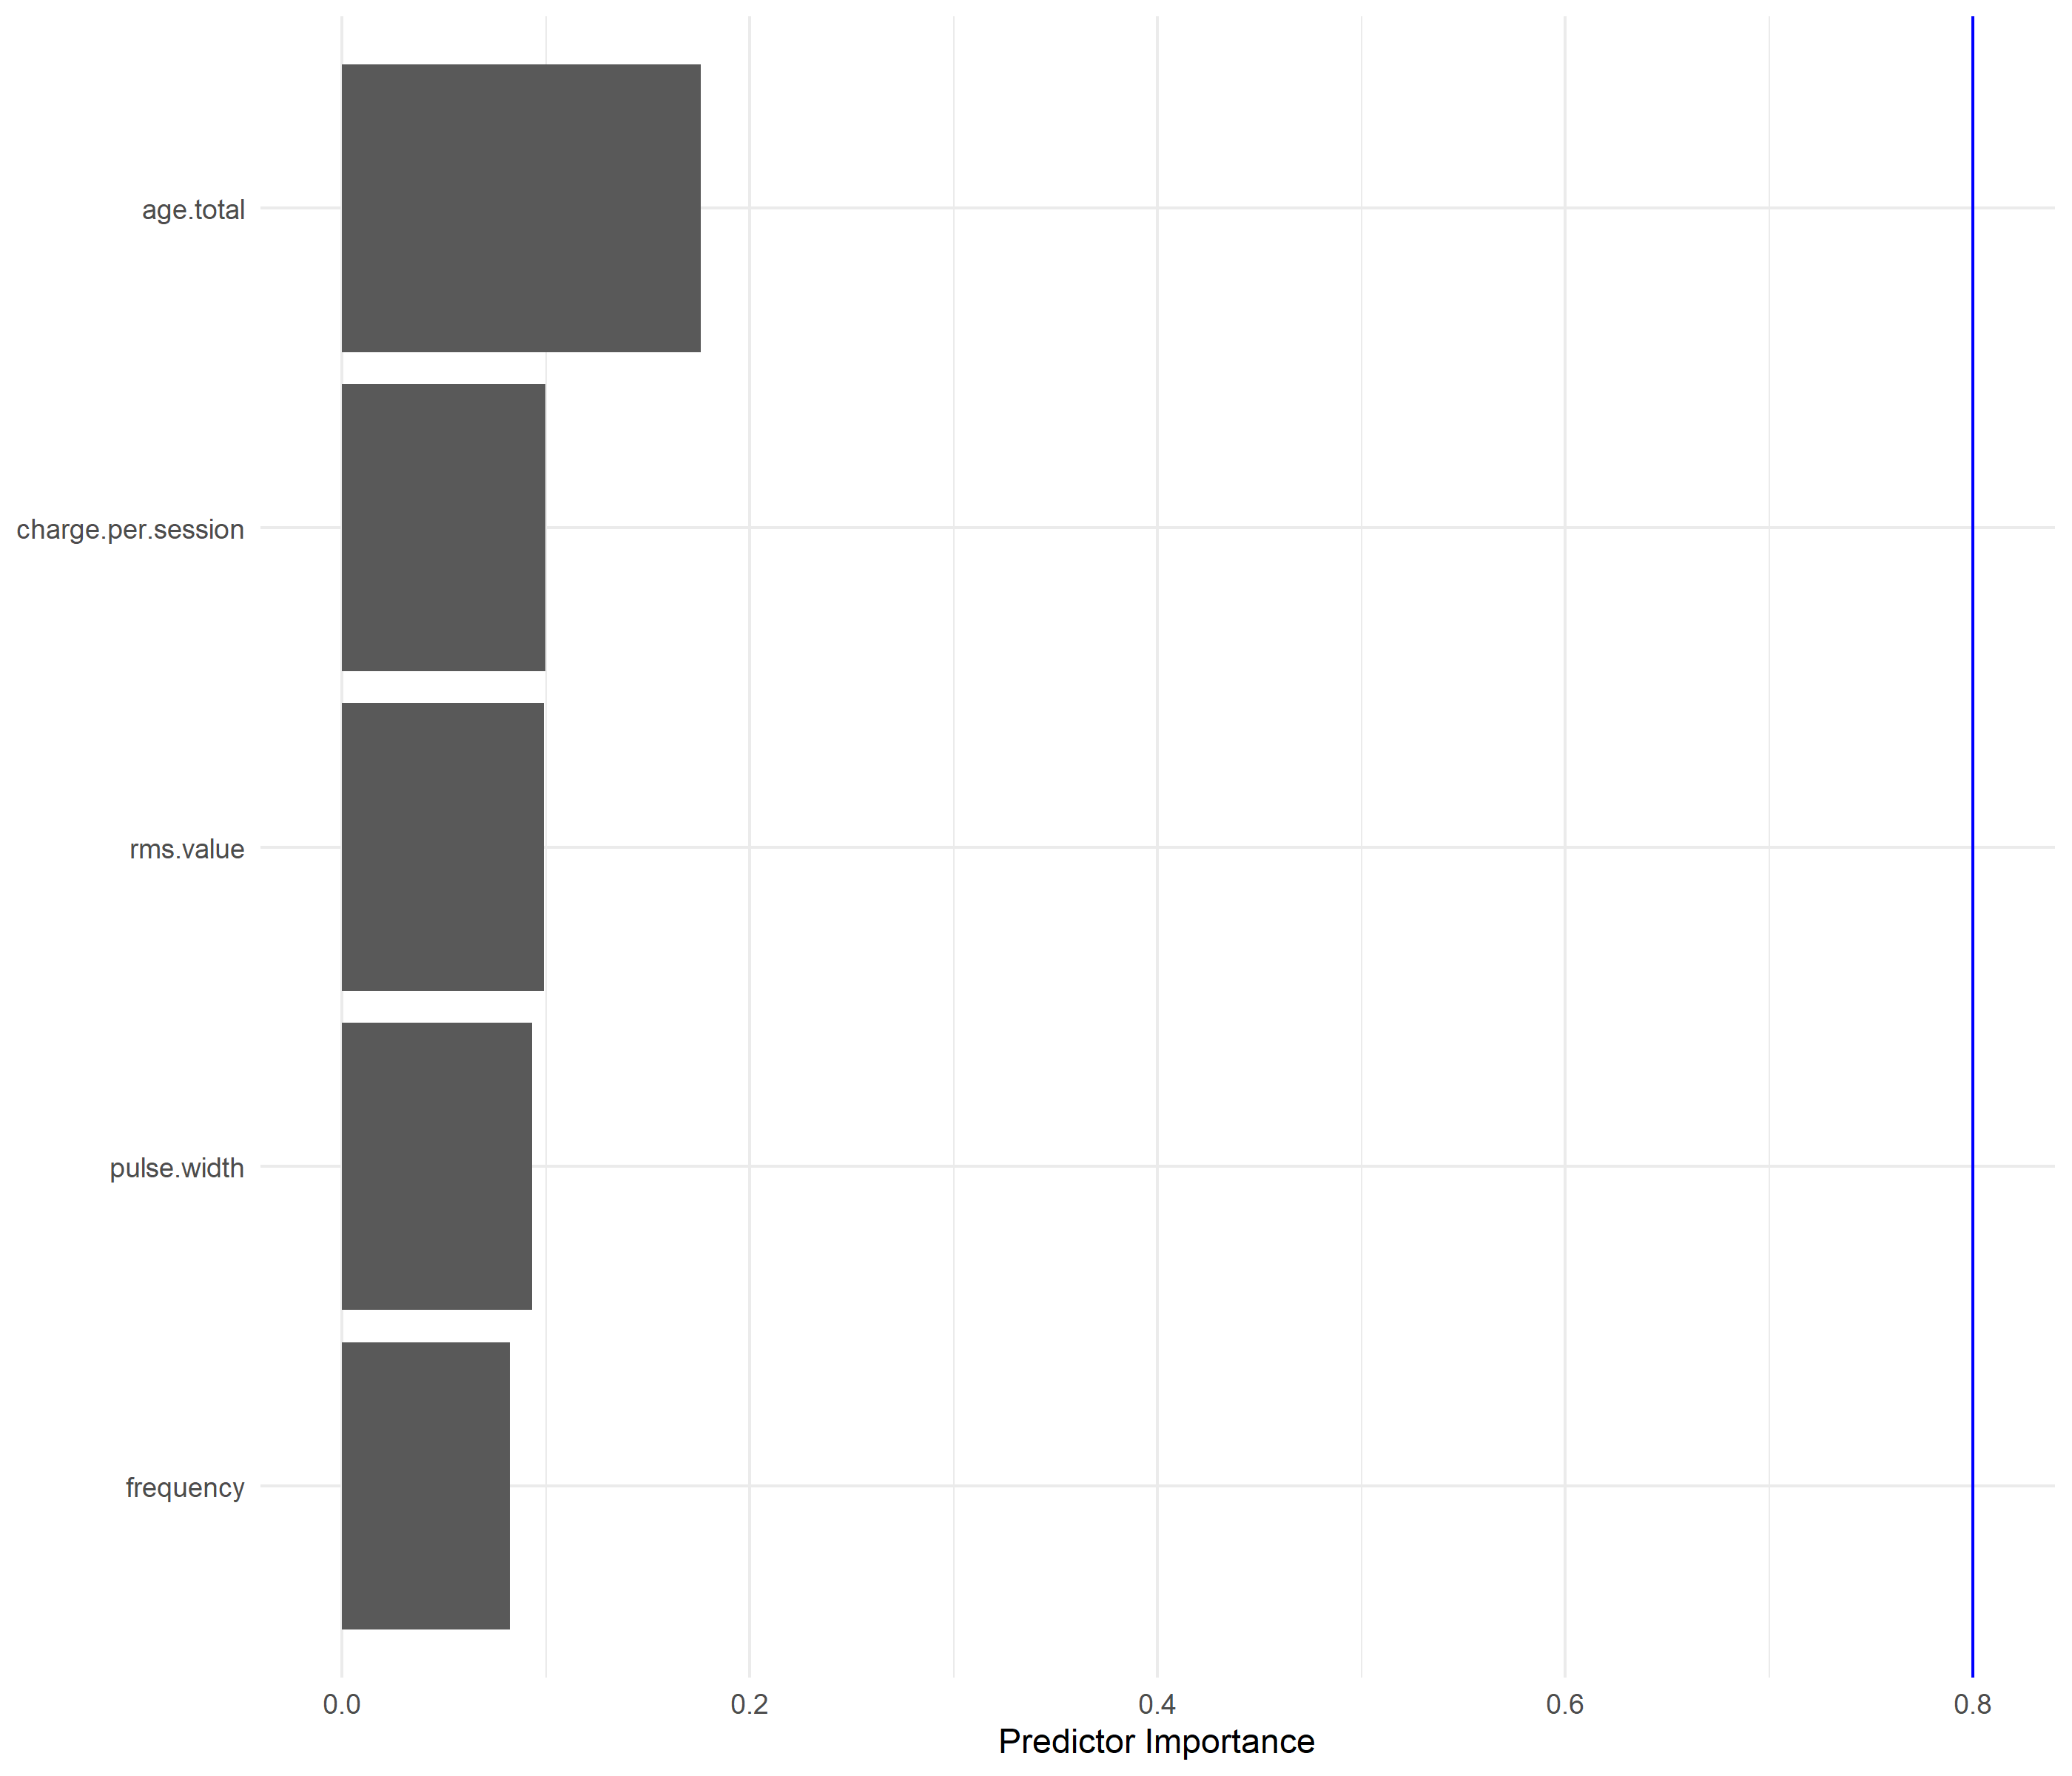 age.total
charge.per.session
rms.value
pulse.width
frequency
0.0 0.2 0.4 0.6 0.8
Predictor Importance